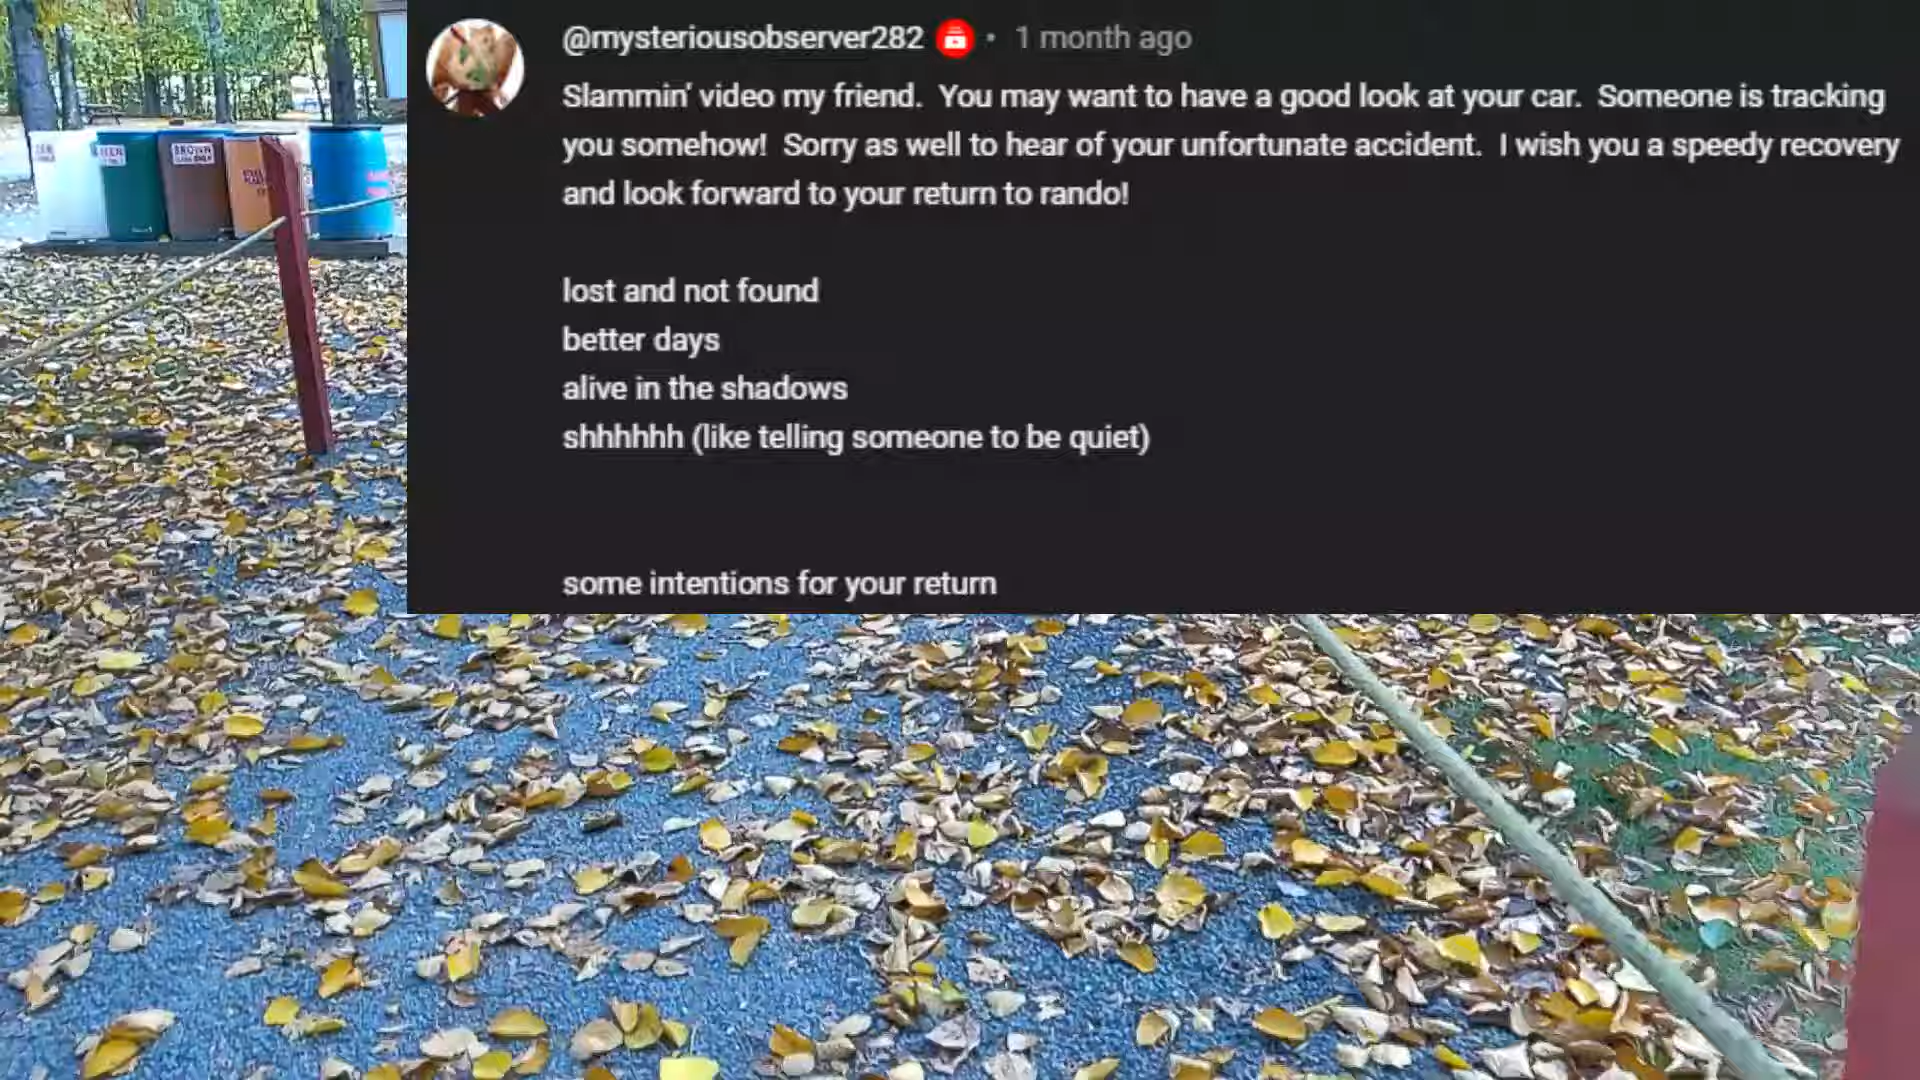 @mysteriousobserver282 • 1 month ago
Slammin' video my friend.  You may want to have a good look at your car.  Someone is tracking
you somehow!  Sorry as well to hear of your unfortunate accident.  I wish you a speedy recovery
and look forward to your return to rando!
lost and not found
better days
alive in the shadows
shhhhhh (like telling someone to be quiet)
some intentions for your return
BROWN